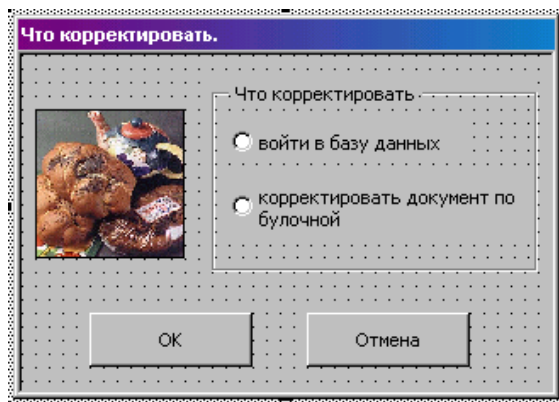 Что корректировать.
Что корректировать
войти в базу данных
корректировать документ по
булочной
OK
Отмена